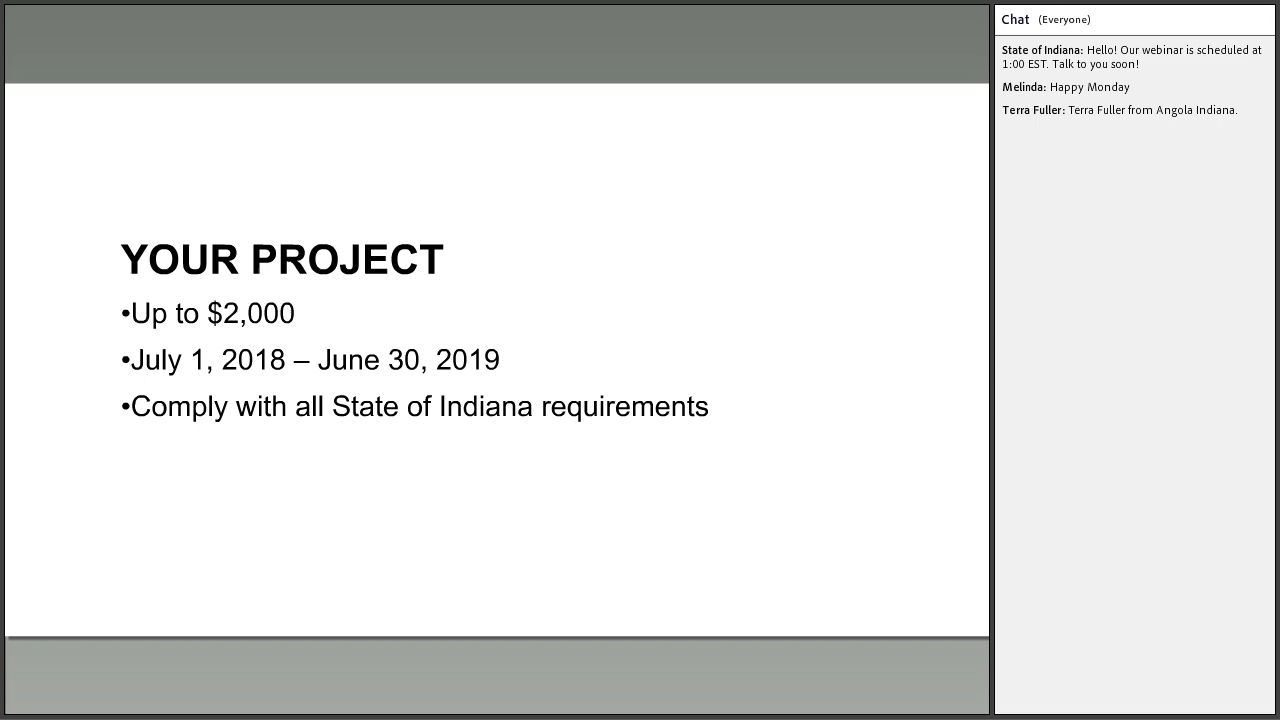 YOUR PROJECT
•Up to $2,000
•July 1, 2018 – June 30, 2019
•Comply with all State of Indiana requirements
Chat (Everyone)
State of Indiana: Hello! Our webinar is scheduled at
1:00 EST. Talk to you soon!
Melinda: Happy Monday
Terra Fuller: Terra Fuller from Angola Indiana.